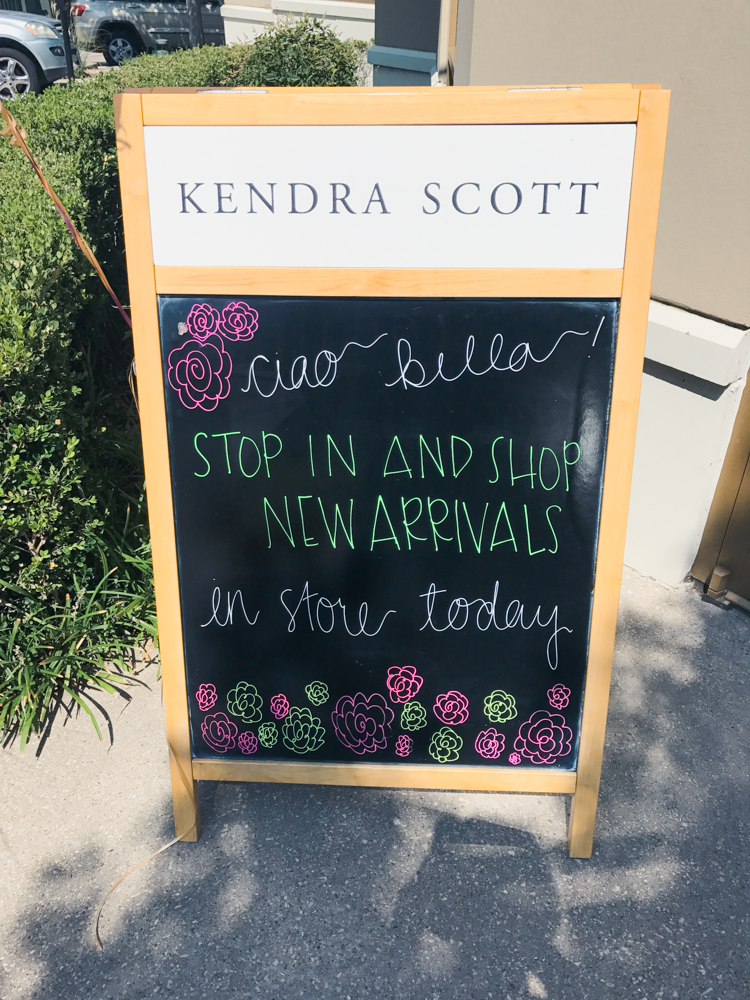 KENDRA SCOTT
ciao bella!
STOP IN AND SHOP
NEW ARRIVALS
in store today